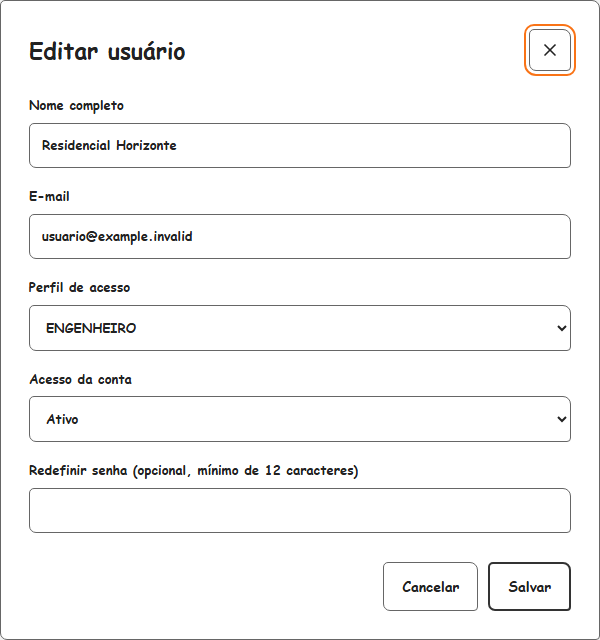 Editar usuário
Nome completo
Residencial Horizonte
E-mail
usuario@example.invalid
Perfil de acesso
ENGENHEIRO
Acesso da conta
Ativo
Redefinir senha (opcional, mínimo de 12 caracteres)
Cancelar Salvar